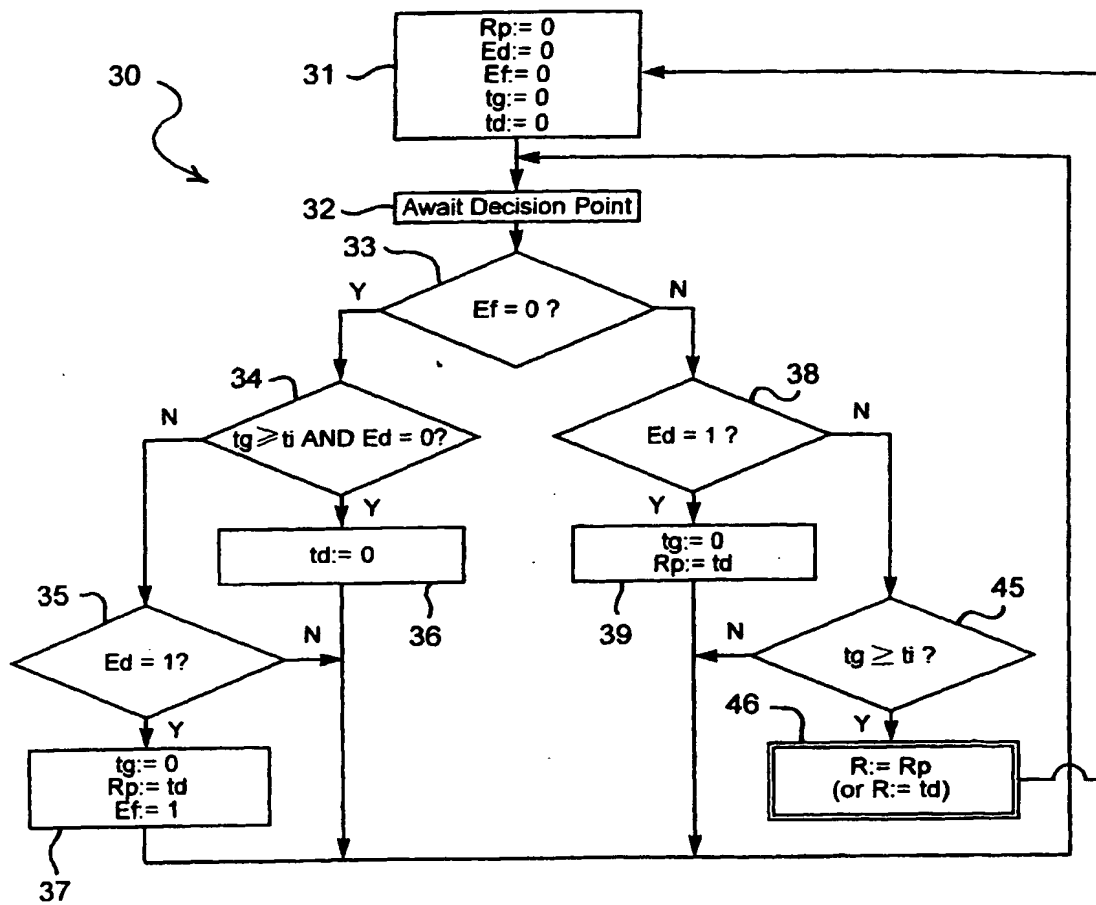 Rp:= 0
Ed:= 0
Ef:= 0
tg:= 0
td:= 0
31
30
32
Await Decision Point
33
Ef = 0 ?
Y
N
34
tg ≥ ti AND Ed = 0?
N
Y
38
Ed = 1 ?
N
Y
td:= 0
36
tg:= 0
Rp:= td
39
35
Ed = 1?
N
Y
45
tg ≥ ti ?
N
Y
46
R:= Rp
(or R:= td)
tg:= 0
Rp:= td
Ef:= 1
37